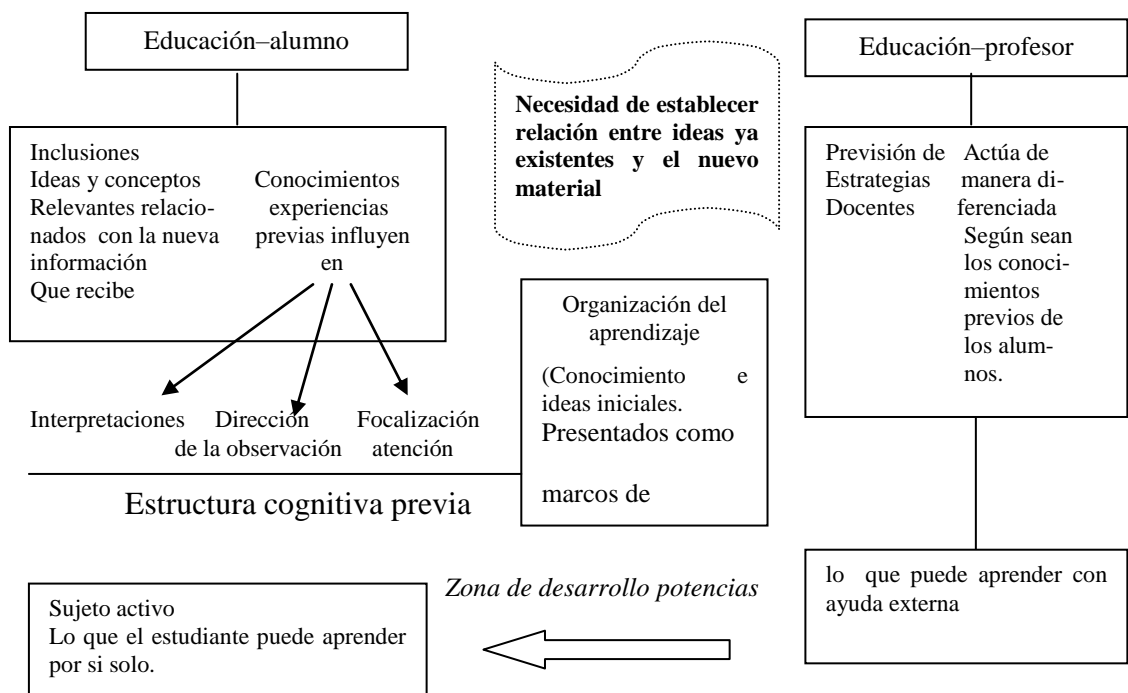 Educación–alumno
Inclusiones
Ideas y conceptos
Relevantes relacio-
nados con la nueva
información
Que recibe
Conocimientos
experiencias
previas influyen
en
Interpretaciones
Dirección
de la observación
Focalización
atención
Estructura cognitiva previa
Necesidad de establecer
relación entre ideas ya
existentes y el nuevo
material
Organización del
aprendizaje
(Conocimiento e
ideas iniciales.
Presentados como
marcos de
Educación–profesor
Previsión de
Estrategias
Docentes
Actúa de
manera di-
ferenciada
Según sean
los conoci-
mientos
previos de
los alum-
nos.
lo que puede aprender con
ayuda externa
Zona de desarrollo potencias
Sujeto activo
Lo que el estudiante puede aprender
por si solo.